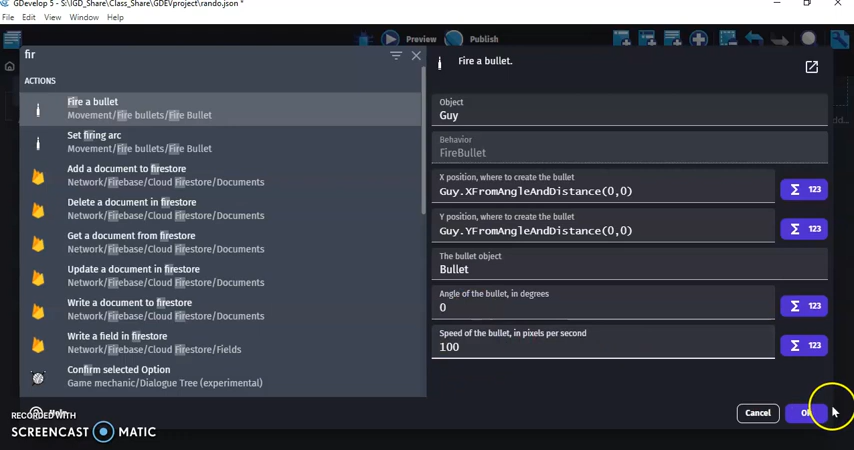 GDevelop 5 - S:\IGD_Share\Class_Share\GDEVproject\rando.json *
File Edit View Window Help
Preview
Publish
fir
ACTIONS
Fire a bullet
Movement/Fire bullets/Fire Bullet
Set firing arc
Movement/Fire bullets/Fire Bullet
Add a document to firestore
Network/Firebase/Cloud Firestore/Documents
Delete a document in firestore
Network/Firebase/Cloud Firestore/Documents
Get a document from firestore
Network/Firebase/Cloud Firestore/Documents
Update a document in firestore
Network/Firebase/Cloud Firestore/Documents
Write a document to firestore
Network/Firebase/Cloud Firestore/Documents
Write a field in firestore
Network/Firebase/Cloud Firestore/Fields
Confirm selected Option
Game mechanic/Dialogue Tree (experimental)
Fire a bullet.
Object
Guy
Behavior
FireBullet
X position, where to create the bullet
Guy.XFromAngleAndDistance(0,0)
Σ 123
Y position, where to create the bullet
Guy.YFromAngleAndDistance(0,0)
Σ 123
The bullet object
Bullet
Angle of the bullet, in degrees
0
Σ 123
Speed of the bullet, in pixels per second
100
Σ 123
Cancel
RECORDED WITH
SCREENCAST MATIC